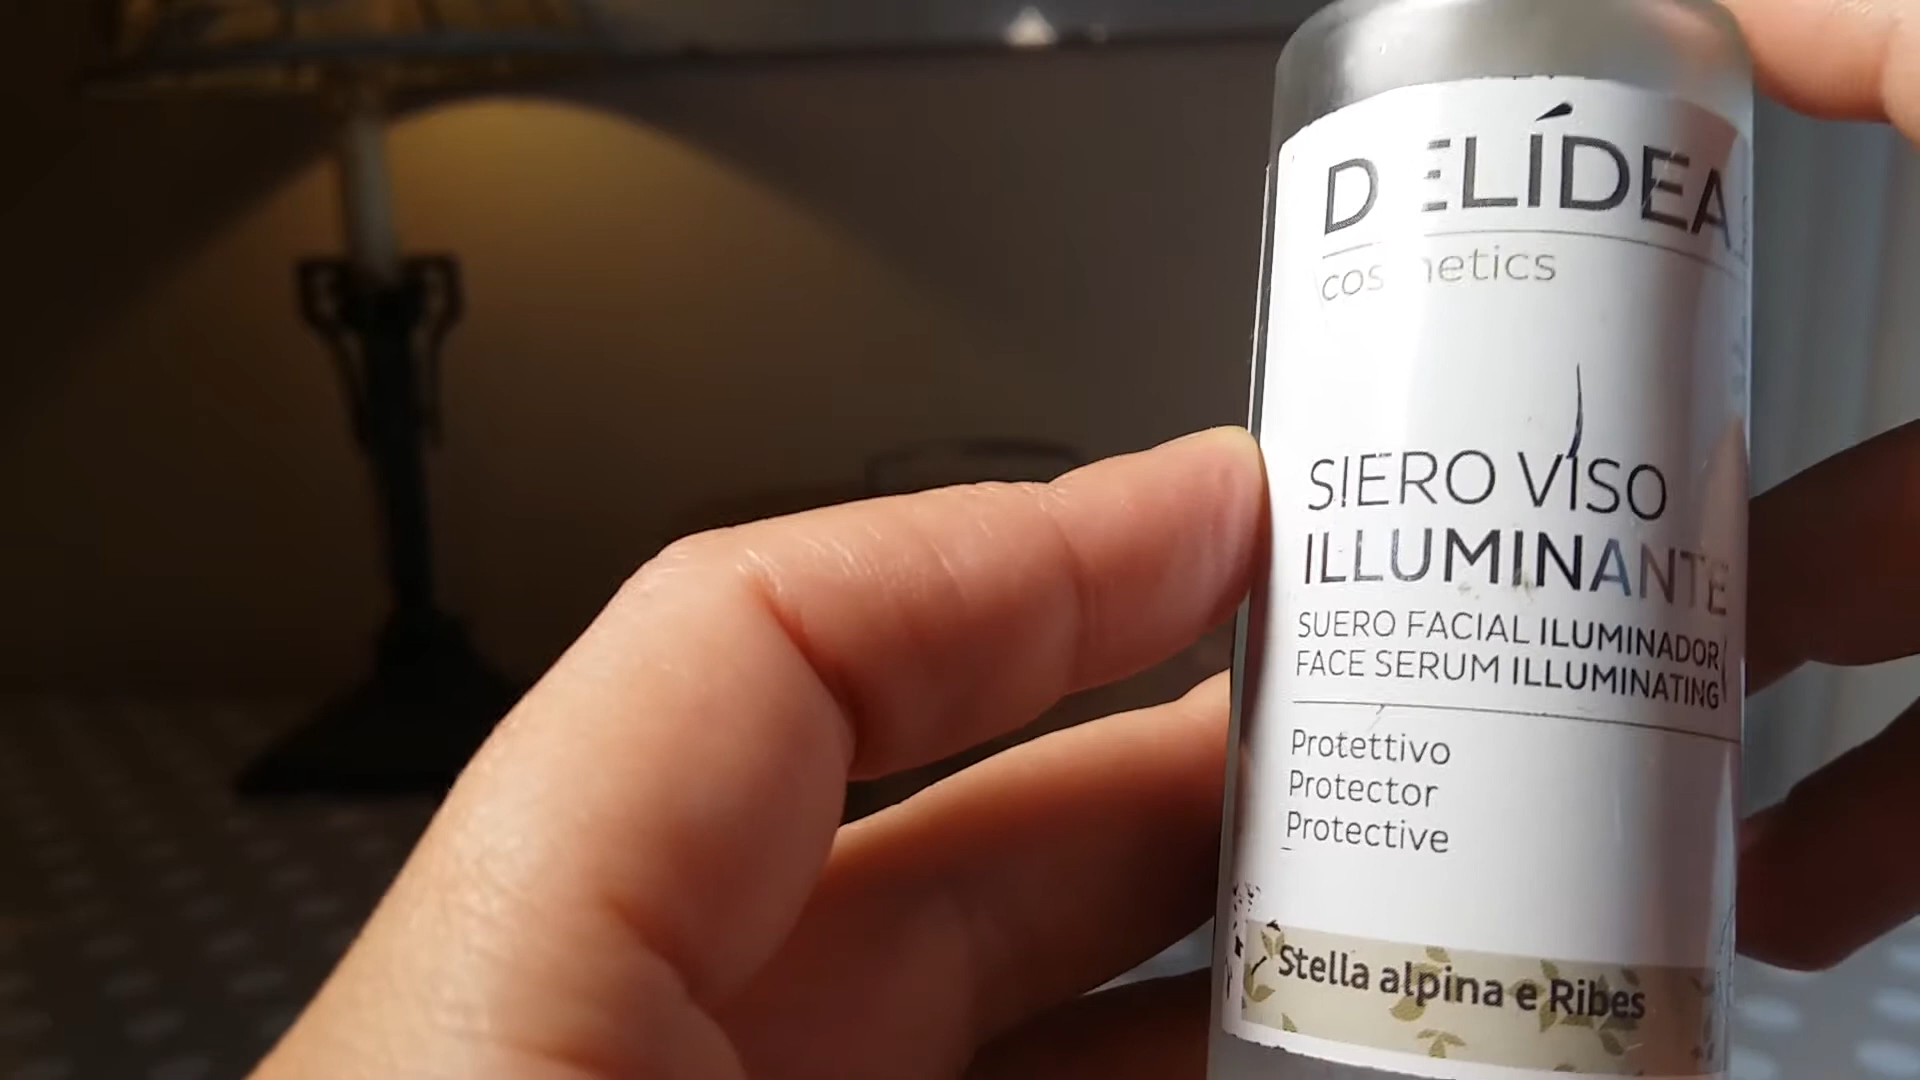 DELÍDEA
cosmetics
SIERO VISO
ILLUMINANTE
SUERO FACIAL ILUMINADOR
FACE SERUM ILLUMINATING
Protettivo
Protector
Protective
Stella alpina e Ribes